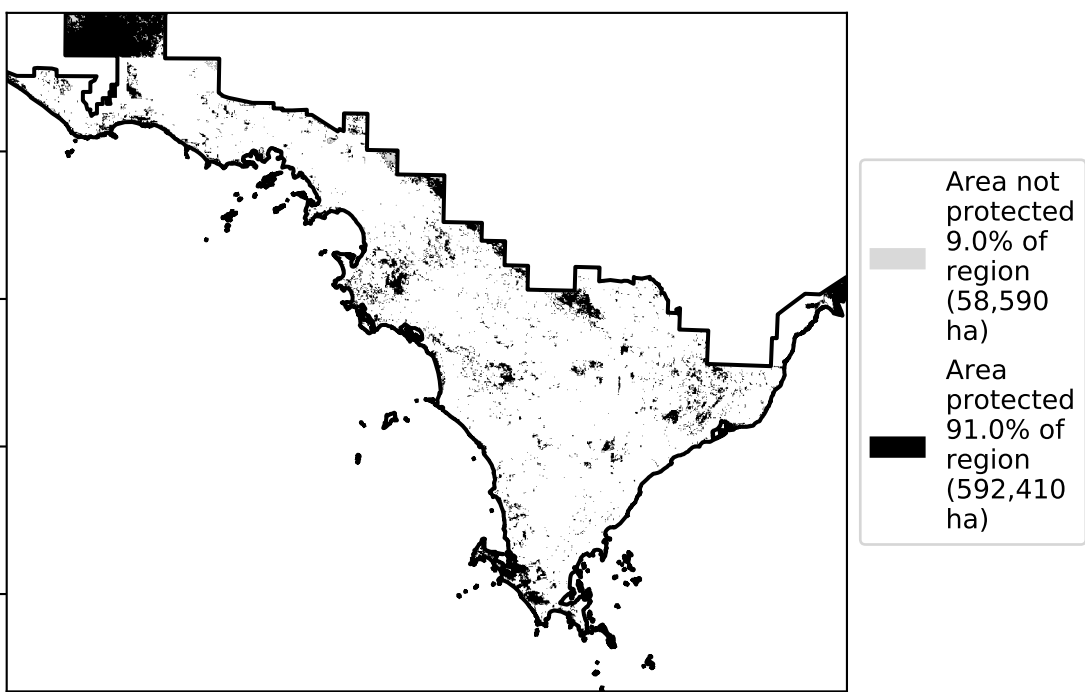 Area not
protected
9.0% of
region
(58,590
ha)
Area
protected
91.0% of
region
(592,410
ha)